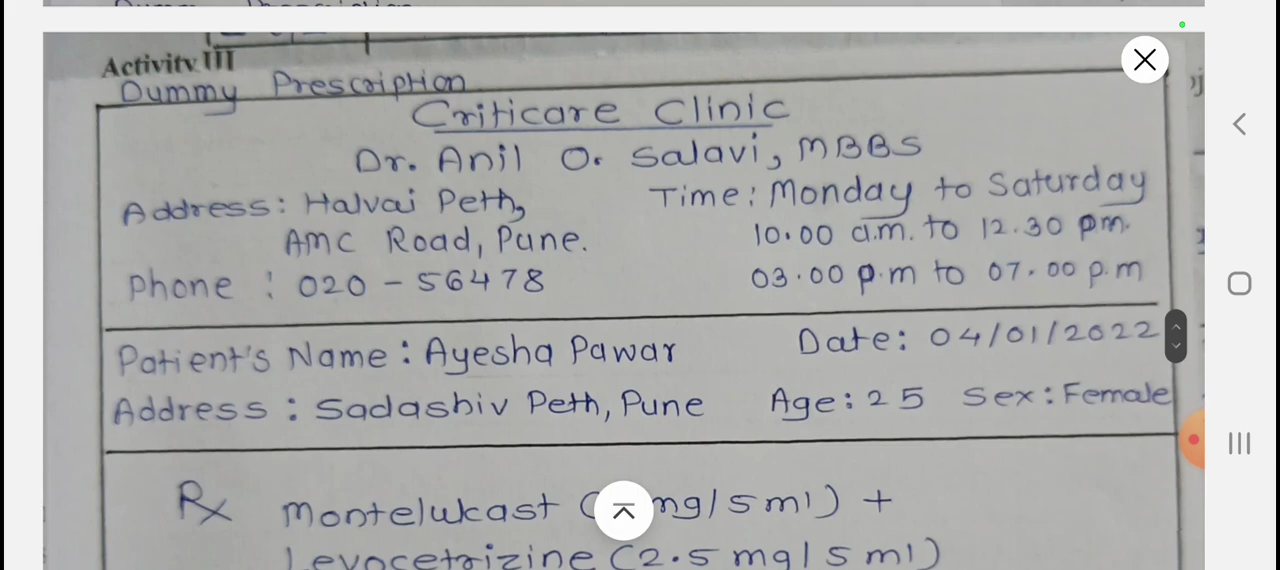 Activity III
Dummy Prescription
Criticare Clinic
Dr. Anil O. Salavi, MBBS
Address: Halvai Peth, Time: Monday to Saturday
AMC Road, Pune. 10.00 a.m. to 12.30 pm.
Phone : 020 - 56478 03.00 p.m to 07.00 p.m
Patient's Name : Ayesha Pawar Date: 04/01/2022
Address : Sadashiv Peth, Pune Age: 25 Sex: Female
Rx Montelukast ( mg/5ml) +
Levocetrizine (2.5 mg/5 ml)